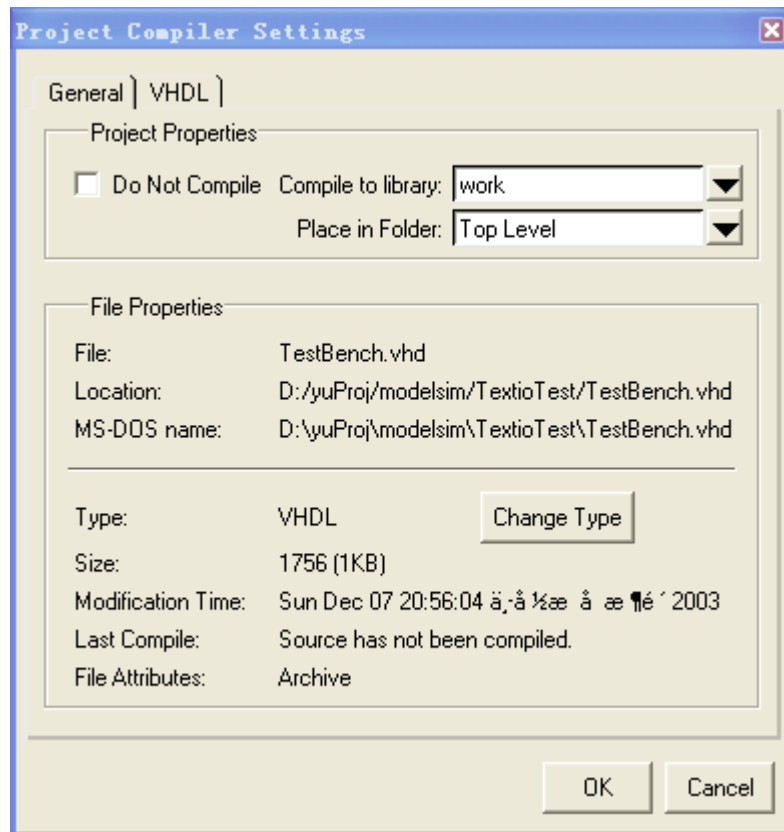 Project Compiler Settings
General VHDL
Project Properties
Do Not Compile Compile to library: work
Place in Folder: Top Level
File Properties
File: TestBench.vhd
Location: D:/yuProj/modelsim/TextioTest/TestBench.vhd
MS-DOS name: D:\yuProj\modelsim\TextioTest\TestBench.vhd
Type: VHDL Change Type
Size: 1756 (1KB)
Modification Time: Sun Dec 07 20:56:04 2003
Last Compile: Source has not been compiled.
File Attributes: Archive
OK Cancel